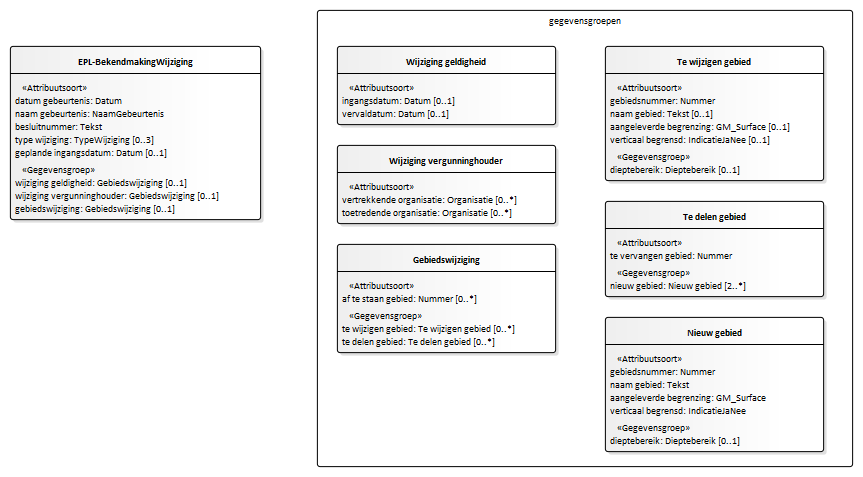 EPL-BekendmakingWijziging
«Attribuutsoort»
datum gebeurtenis: Datum
naam gebeurtenis: NaamGebeurtenis
besluitnummer: Tekst
type wijziging: TypeWijziging [0..3]
geplande ingangsdatum: Datum [0..1]
«Gegevensgroep»
wijziging geldigheid: Gebiedswijziging [0..1]
wijziging vergunninghouder: Gebiedswijziging [0..1]
gebiedswijziging: Gebiedswijziging [0..1]
gegevensgroepen
Wijziging geldigheid
«Attribuutsoort»
ingangsdatum: Datum [0..1]
vervaldatum: Datum [0..1]
Wijziging vergunninghouder
«Attribuutsoort»
vertrekkende organisatie: Organisatie [0..*]
toetredende organisatie: Organisatie [0..*]
Gebiedswijziging
«Attribuutsoort»
af te staan gebied: Nummer [0..*]
«Gegevensgroep»
te wijzigen gebied: Te wijzigen gebied [0..*]
te delen gebied: Te delen gebied [0..*]
Te wijzigen gebied
«Attribuutsoort»
gebiedsnummer: Nummer
naam gebied: Tekst [0..1]
aangeleverde begrenzing: GM_Surface [0..1]
verticaal begrensd: IndicatieJaNee [0..1]
«Gegevensgroep»
dieptebereik: Dieptebereik [0..1]
Te delen gebied
«Attribuutsoort»
te vervangen gebied: Nummer
«Gegevensgroep»
nieuw gebied: Nieuw gebied [2..*]
Nieuw gebied
«Attribuutsoort»
gebiedsnummer: Nummer
naam gebied: Tekst
aangeleverde begrenzing: GM_Surface
verticaal begrensd: IndicatieJaNee
«Gegevensgroep»
dieptebereik: Dieptebereik [0..1]